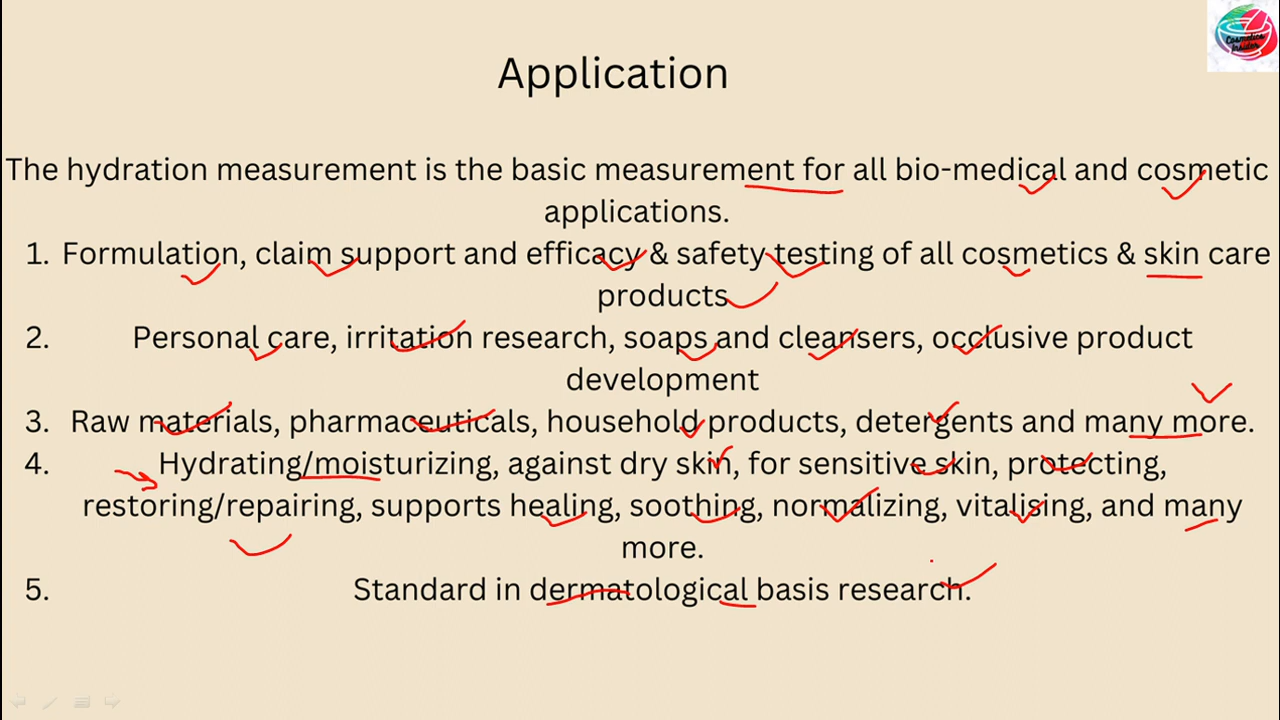 Cosmetics
Insider
Application
The hydration measurement is the basic measurement for all bio-medical and cosmetic
applications.
1. Formulation, claim support and efficacy & safety testing of all cosmetics & skin care
products
2. Personal care, irritation research, soaps and cleansers, occlusive product
development
3. Raw materials, pharmaceuticals, household products, detergents and many more.
4. Hydrating/moisturizing, against dry skin, for sensitive skin, protecting,
restoring/repairing, supports healing, soothing, normalizing, vitalising, and many
more.
5. Standard in dermatological basis research.